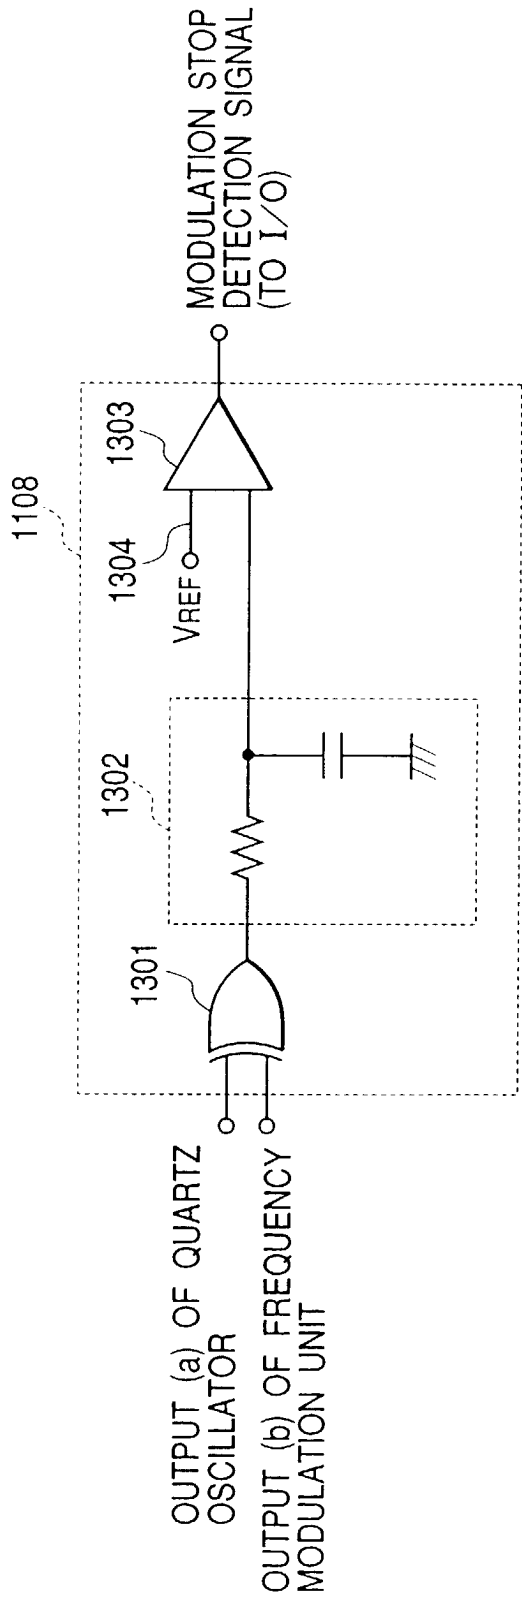 1108
1301
1302
1303
1304
VREF
OUTPUT (a) OF QUARTZ
OSCILLATOR
OUTPUT (b) OF FREQUENCY
MODULATION UNIT
MODULATION STOP
DETECTION SIGNAL
(TO I/O)